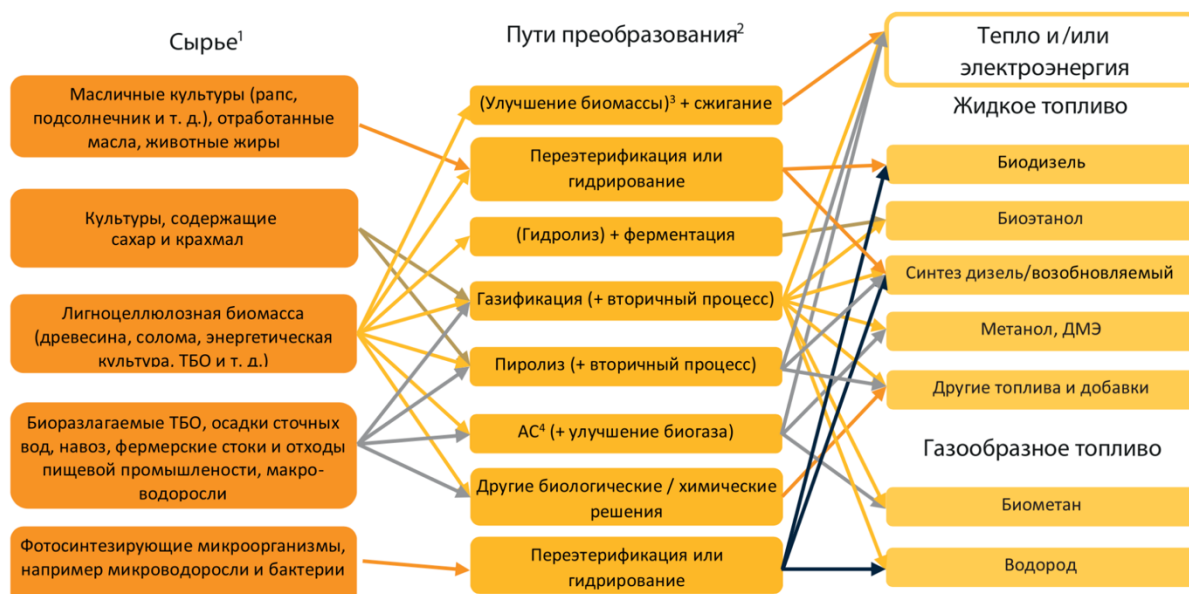 Сырье¹
Масличные культуры (рапс,
подсолнечник и т. д.), отработанные
масла, животные жиры
Культуры, содержащие
сахар и крахмал
Лигноцеллюлозная биомасса
(древесина, солома, энергетическая
культура. ТБО и т. д.)
Биоразлагаемые ТБО, осадки сточных
вод, навоз, фермерские стоки и отходы
пищевой промышлености, макро-
водоросли
Фотосинтезирующие микроорганизмы,
например микроводоросли и бактерии
Пути преобразования²
(Улучшение биомассы)³ + сжигание
Переэтерификация или
гидрирование
(Гидролиз) + ферментация
Газификация (+ вторичный процесс)
Пиролиз (+ вторичный процесс)
АС⁴ (+ улучшение биогаза)
Другие биологические / химические
решения
Переэтерификация или
гидрирование
Тепло и/или
электроэнергия
Жидкое топливо
Биодизель
Биоэтанол
Синтез дизель/возобновляемый
Метанол, ДМЭ
Другие топлива и добавки
Газообразное топливо
Биометан
Водород